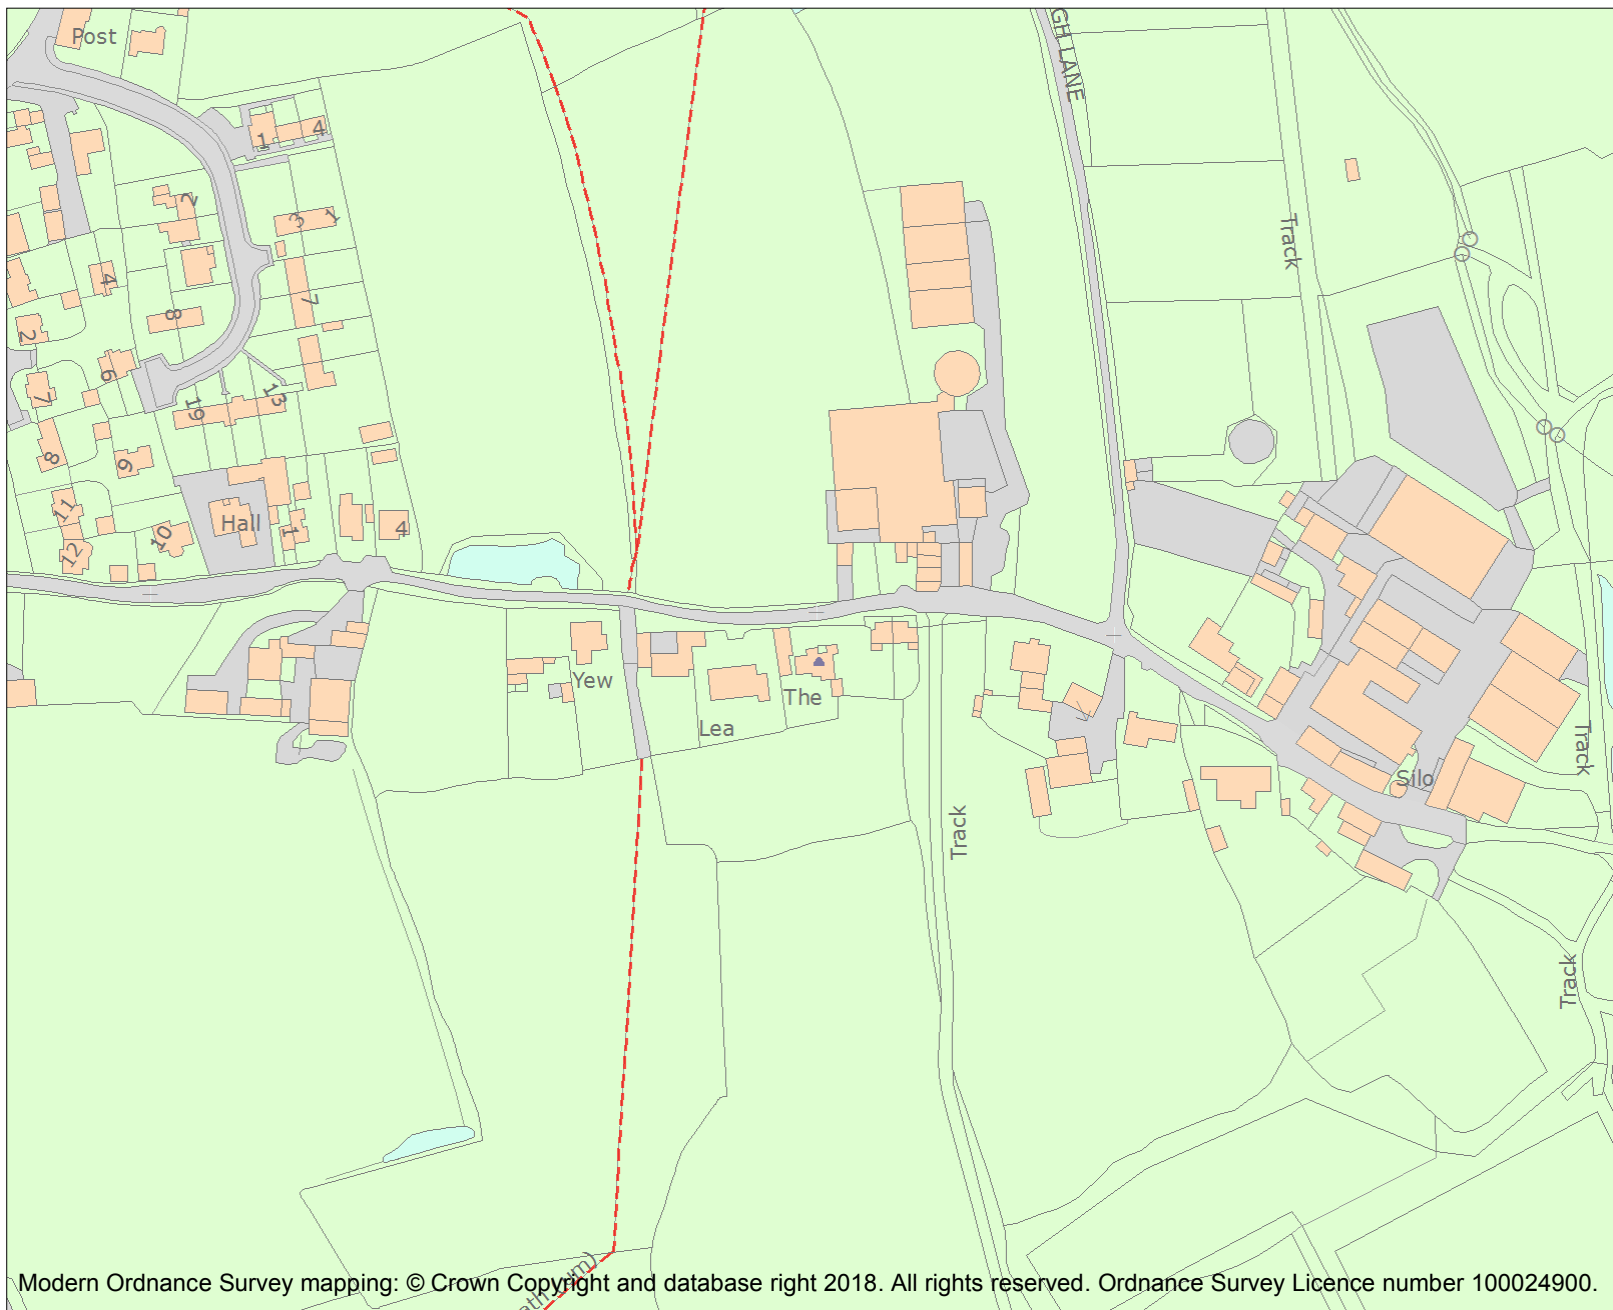 Post
GH LANE
1
4
2
3
1
Track
4
7
8
2
6
7
13
19
8
9
11
Hall
1
4
10
12
Yew
The
Lea
Track
Silo
Track
Track
ath (um)
Modern Ordnance Survey mapping: © Crown Copyright and database right 2018. All rights reserved. Ordnance Survey Licence number 100024900.